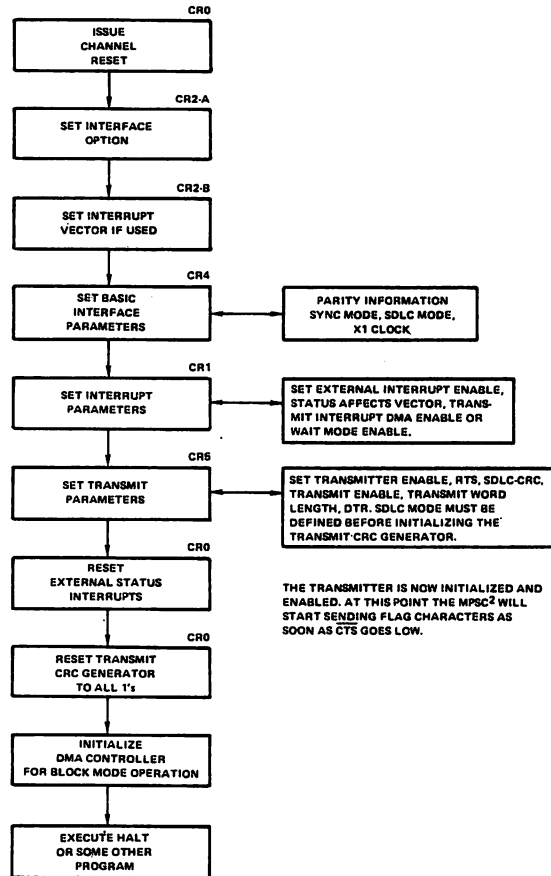 CR0
ISSUE
CHANNEL
RESET
CR2-A
SET INTERFACE
OPTION
CR2-B
SET INTERRUPT
VECTOR IF USED
CR4
SET BASIC
INTERFACE
PARAMETERS
PARITY INFORMATION
SYNC MODE, SDLC MODE,
X1 CLOCK
CR1
SET INTERRUPT
PARAMETERS
SET EXTERNAL INTERRUPT ENABLE,
STATUS AFFECTS VECTOR, TRANS-
MIT INTERRUPT DMA ENABLE OR
WAIT MODE ENABLE.
CR5
SET TRANSMIT
PARAMETERS
SET TRANSMITTER ENABLE, RTS, SDLC-CRC,
TRANSMIT ENABLE, TRANSMIT WORD
LENGTH, DTR. SDLC MODE MUST BE
DEFINED BEFORE INITIALIZING THE
TRANSMIT CRC GENERATOR.
CR0
RESET
EXTERNAL STATUS
INTERRUPTS
THE TRANSMITTER IS NOW INITIALIZED AND
ENABLED. AT THIS POINT THE MPSC² WILL
START SENDING FLAG CHARACTERS AS
SOON AS C̅T̅S̅ GOES LOW.
CR0
RESET TRANSMIT
CRC GENERATOR
TO ALL 1's
INITIALIZE
DMA CONTROLLER
FOR BLOCK MODE OPERATION
EXECUTE HALT
OR SOME OTHER
PROGRAM